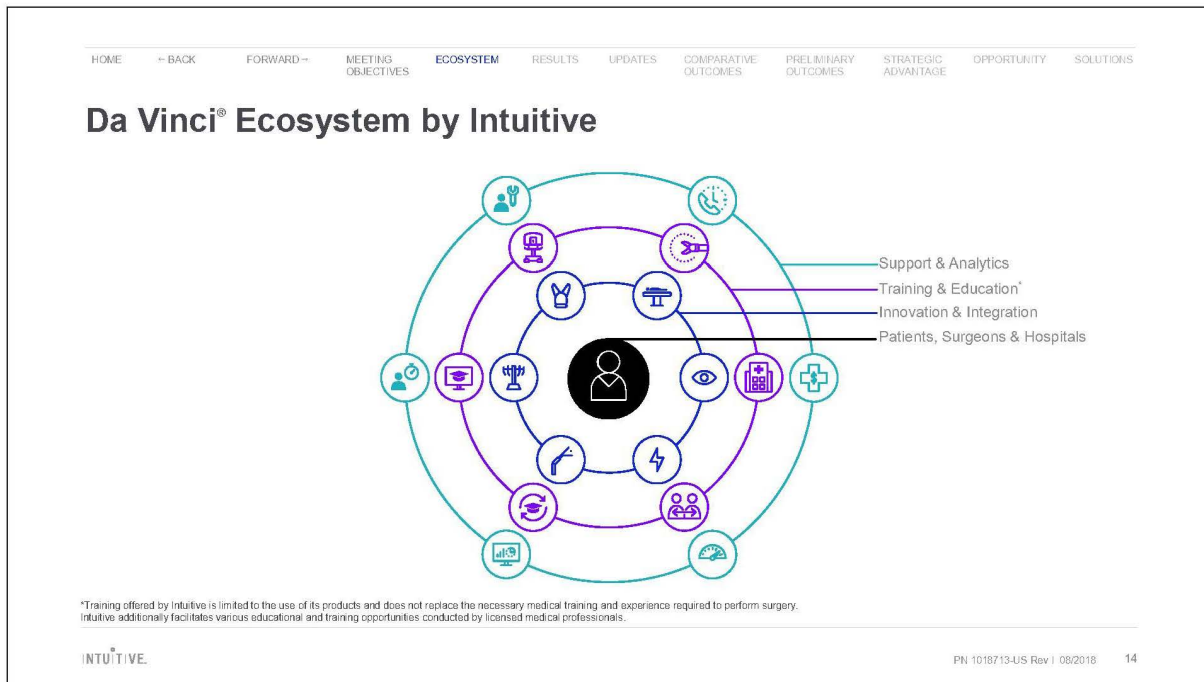 HOME ←BACK FORWARD→ MEETING OBJECTIVES ECOSYSTEM RESULTS UPDATES COMPARATIVE OUTCOMES PRELIMINARY OUTCOMES STRATEGIC ADVANTAGE OPPORTUNITY SOLUTIONS
Da Vinci® Ecosystem by Intuitive
Support & Analytics
Training & Education*
Innovation & Integration
Patients, Surgeons & Hospitals
*Training offered by Intuitive is limited to the use of its products and does not replace the necessary medical training and experience required to perform surgery.
Intuitive additionally facilitates various educational and training opportunities conducted by licensed medical professionals.
INTUITIVE.
PN 1018713-US Rev I 08/2018 14